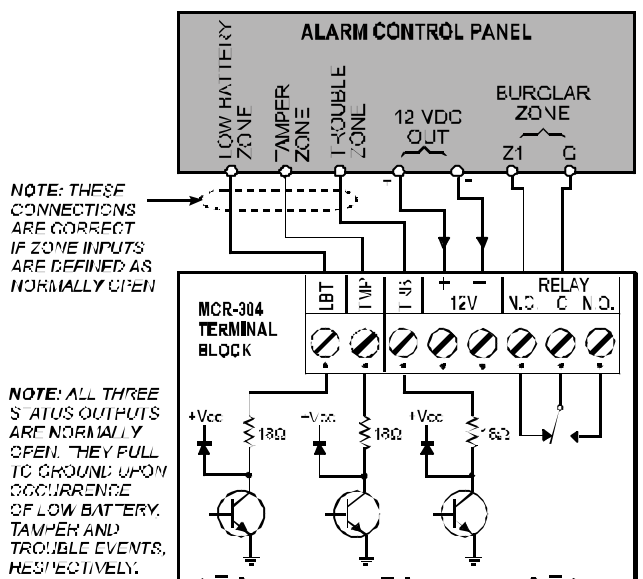 ALARM CONTROL PANEL
LOW BATTERY
ZONE
TAMPER
ZONE
TROUBLE
ZONE
12 VDC
OUT
BURGLAR
ZONE
Z1
C
+
-
NOTE: THESE
CONNECTIONS
ARE CORRECT
IF ZONE INPUTS
ARE DEFINED AS
NORMALLY OPEN
MCR-304
TERMINAL
BLOCK
LBT
TMP
+
-
12V
RELAY
N.C.
C
N.O.
NOTE: ALL THREE
STATUS OUTPUTS
ARE NORMALLY
OPEN. THEY PULL
TO GROUND UPON
OCCURRENCE
OF LOW BATTERY,
TAMPER AND
TROUBLE EVENTS,
RESPECTIVELY.
+Vcc
18Ω
+Vcc
18Ω
+Vcc
18Ω